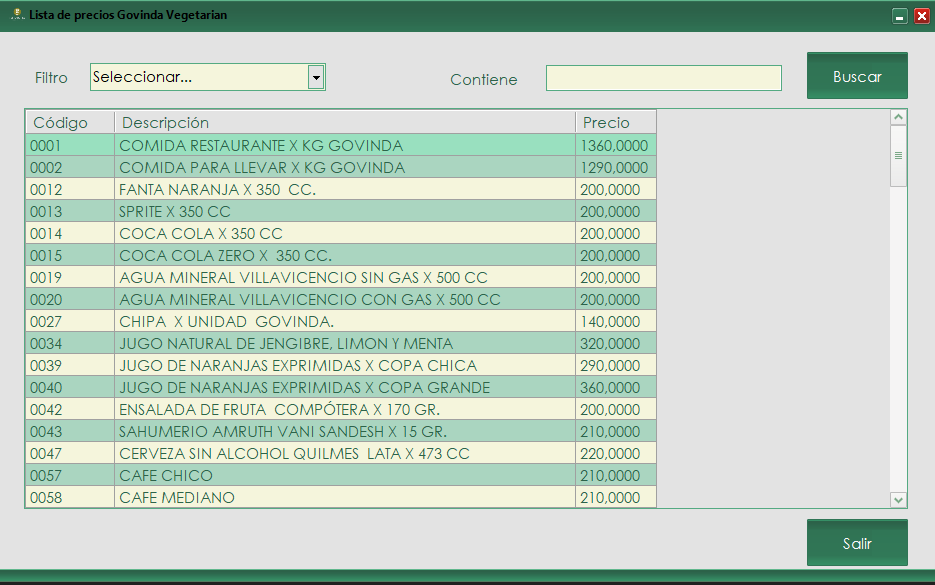 Lista de precios Govinda Vegetarian
Filtro Seleccionar... Contiene Buscar
Código Descripción Precio
0001 COMIDA RESTAURANTE X KG GOVINDA 1360,0000
0002 COMIDA PARA LLEVAR X KG GOVINDA 1290,0000
0012 FANTA NARANJA X 350  CC. 200,0000
0013 SPRITE X 350 CC 200,0000
0014 COCA COLA X 350 CC 200,0000
0015 COCA COLA ZERO X  350 CC. 200,0000
0019 AGUA MINERAL VILLAVICENCIO SIN GAS X 500 CC 200,0000
0020 AGUA MINERAL VILLAVICENCIO CON GAS X 500 CC 200,0000
0027 CHIPA  X UNIDAD  GOVINDA. 140,0000
0034 JUGO NATURAL DE JENGIBRE, LIMON Y MENTA 320,0000
0039 JUGO DE NARANJAS EXPRIMIDAS X COPA CHICA 290,0000
0040 JUGO DE NARANJAS EXPRIMIDAS X COPA GRANDE 360,0000
0042 ENSALADA DE FRUTA  COMPÓTERA X 170 GR. 200,0000
0043 SAHUMERIO AMRUTH VANI SANDESH X 15 GR. 210,0000
0047 CERVEZA SIN ALCOHOL QUILMES  LATA X 473 CC 220,0000
0057 CAFE CHICO 210,0000
0058 CAFE MEDIANO 210,0000
Salir